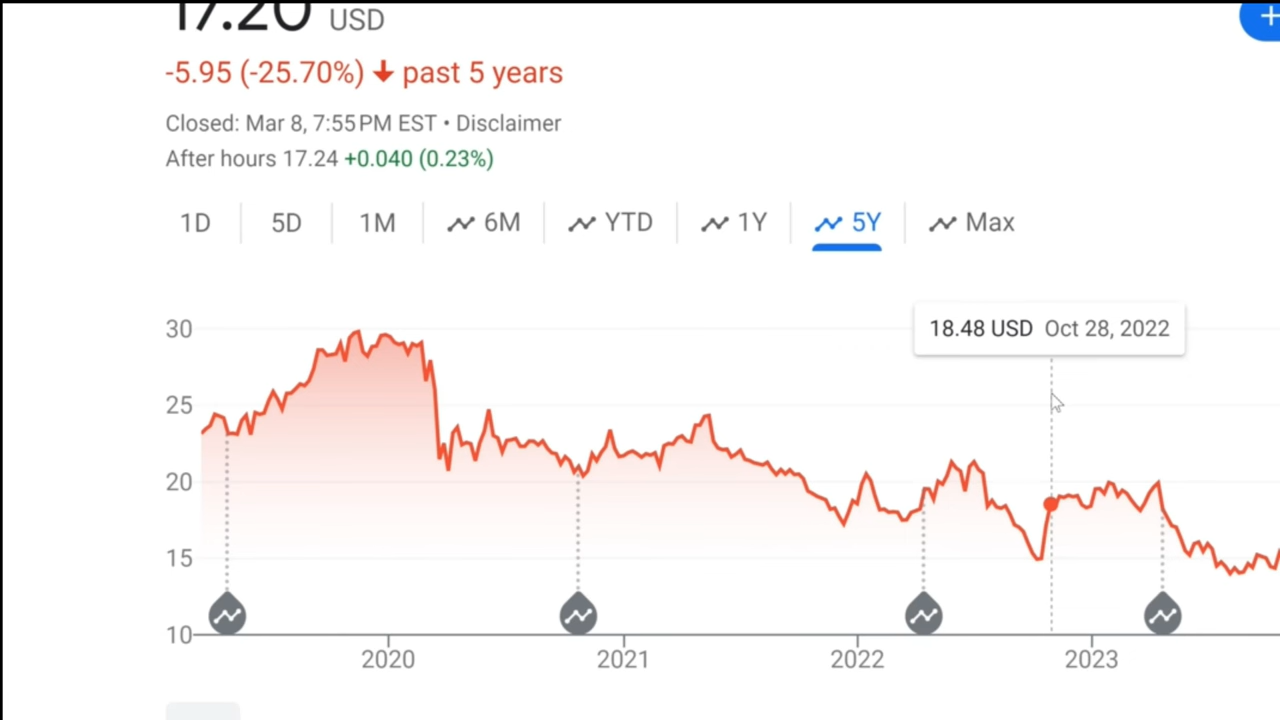 17.20 USD
-5.95 (-25.70%) past 5 years
Closed: Mar 8, 7:55 PM EST • Disclaimer
After hours 17.24 +0.040 (0.23%)
1D 5D 1M 6M YTD 1Y 5Y Max
18.48 USD Oct 28, 2022
30
25
20
15
10
2020 2021 2022 2023